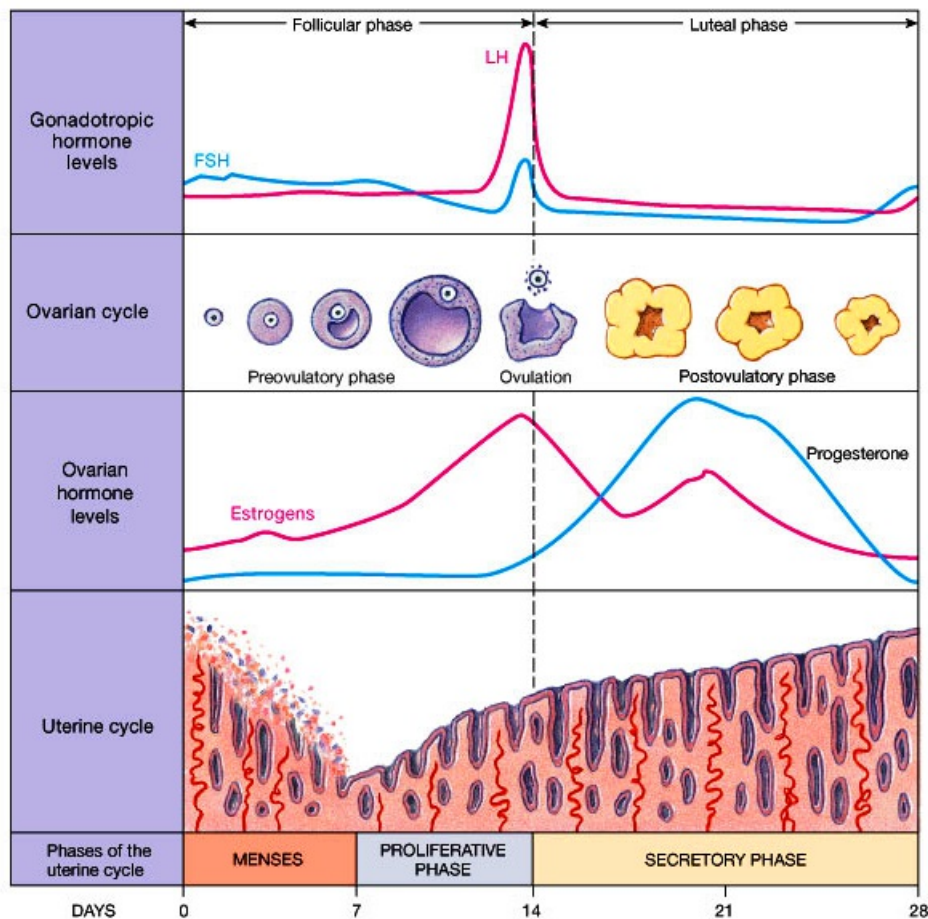 Follicular phase
Luteal phase
Gonadotropic
hormone
levels
LH
FSH
Ovarian cycle
Preovulatory phase
Ovulation
Postovulatory phase
Ovarian
hormone
levels
Estrogens
Progesterone
Uterine cycle
Phases of the
uterine cycle
MENSES
PROLIFERATIVE
PHASE
SECRETORY PHASE
DAYS
0
7
14
21
28